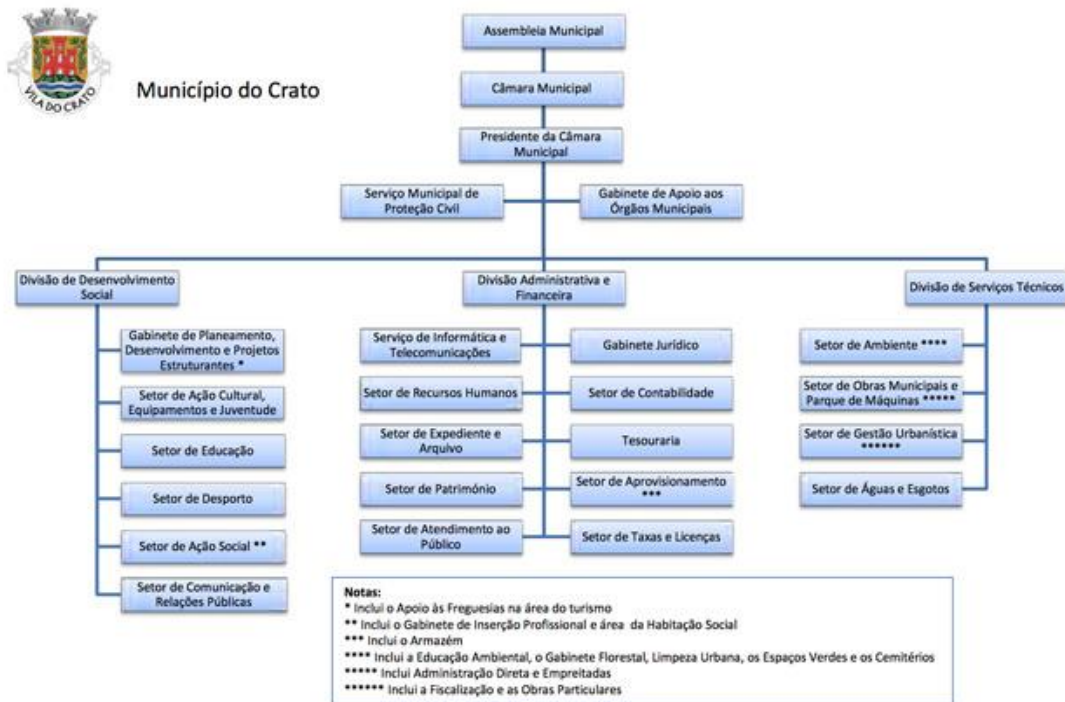 VILA DO CRATO
Município do Crato
Assembleia Municipal
Câmara Municipal
Presidente da Câmara
Municipal
Serviço Municipal de
Proteção Civil
Gabinete de Apoio aos
Órgãos Municipais
Divisão de Desenvolvimento
Social
Gabinete de Planeamento,
Desenvolvimento e Projetos
Estruturantes *
Setor de Ação Cultural,
Equipamentos e Juventude
Setor de Educação
Setor de Desporto
Setor de Ação Social **
Setor de Comunicação e
Relações Públicas
Divisão Administrativa e
Financeira
Serviço de Informática e
Telecomunicações
Gabinete Jurídico
Setor de Recursos Humanos
Setor de Contabilidade
Setor de Expediente e
Arquivo
Tesouraria
Setor de Património
Setor de Aprovisionamento
***
Setor de Atendimento ao
Público
Setor de Taxas e Licenças
Divisão de Serviços Técnicos
Setor de Ambiente ****
Setor de Obras Municipais e
Parque de Máquinas *****
Setor de Gestão Urbanística
******
Setor de Águas e Esgotos
Notas:
* Inclui o Apoio às Freguesias na área do turismo
** Inclui o Gabinete de Inserção Profissional e área da Habitação Social
*** Inclui o Armazém
**** Inclui a Educação Ambiental, o Gabinete Florestal, Limpeza Urbana, os Espaços Verdes e os Cemitérios
***** Inclui Administração Direta e Empreitadas
****** Inclui a Fiscalização e as Obras Particulares